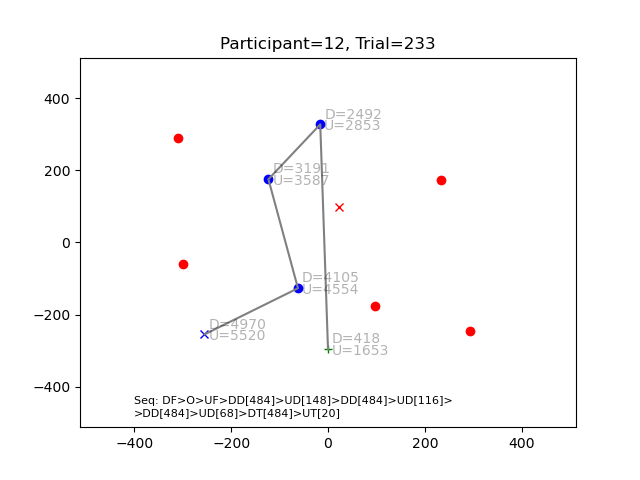 Participant=12, Trial=233
D=2492
U=2853
D=3191
U=3587
D=4105
U=4554
D=4970
U=5520
D=418
U=1653
Seq: DF>O>UF>DD[484]>UD[148]>DD[484]>UD[116]>
>DD[484]>UD[68]>DT[484]>UT[20]
400
200
0
−200
−400
−400
−200
0
200
400